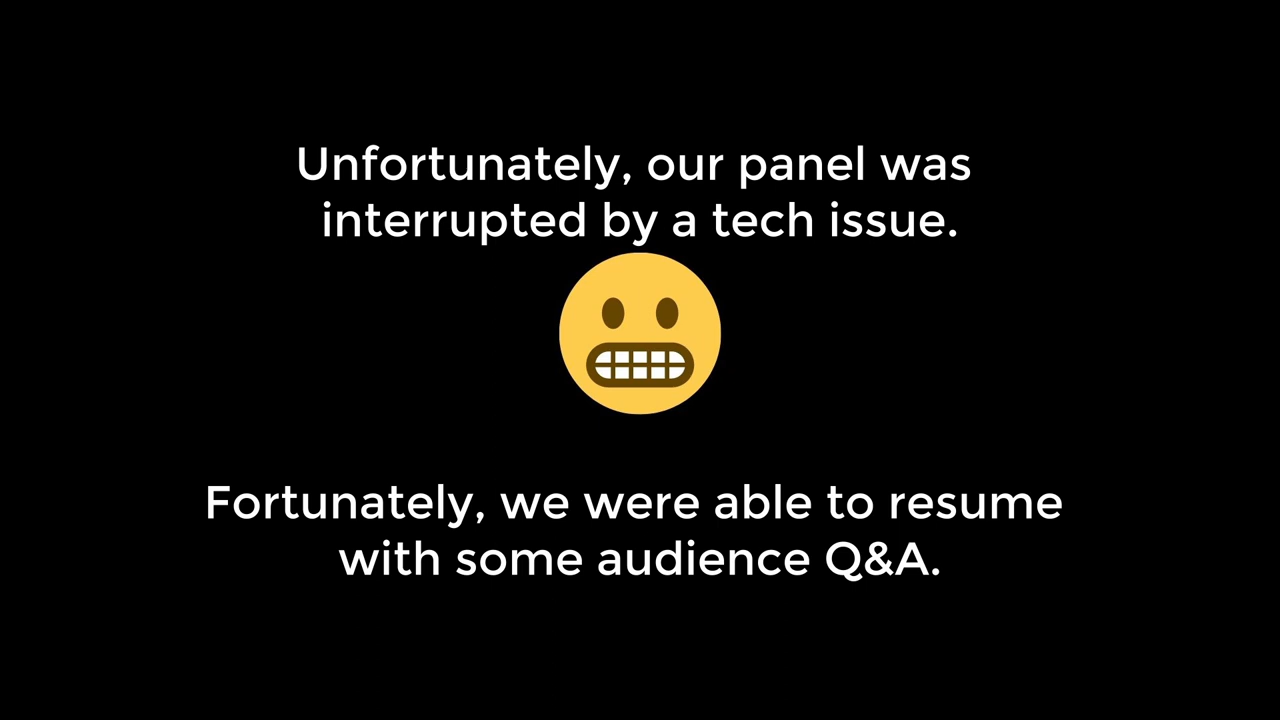 Unfortunately, our panel was
interrupted by a tech issue.
Fortunately, we were able to resume
with some audience Q&A.